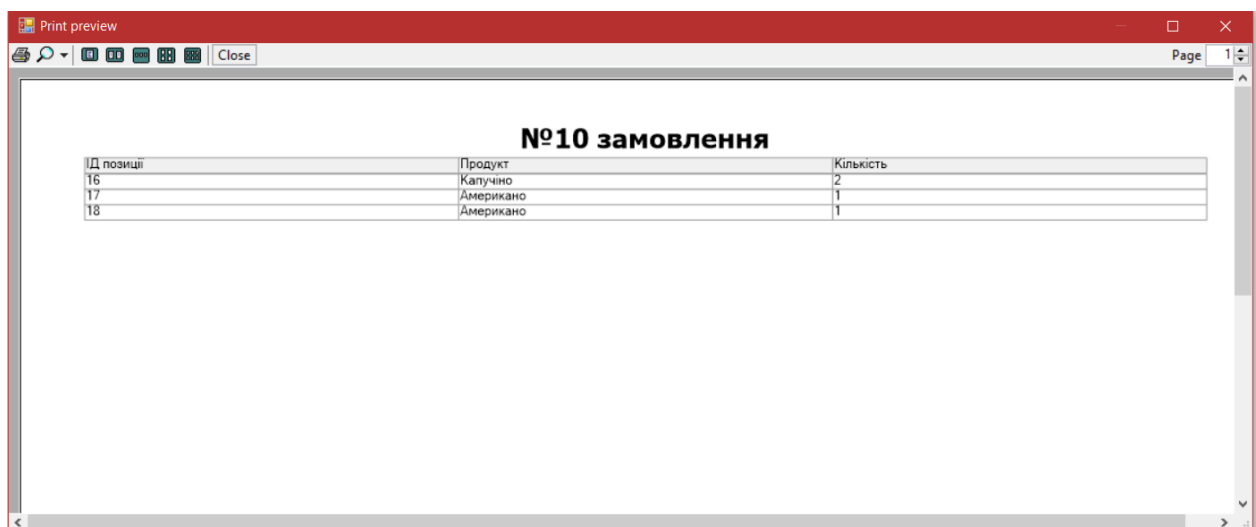 Print preview
Close
Page 1
№10 замовлення
ІД позиції Продукт Кількість
16 Капучіно 2
17 Американо 1
18 Американо 1